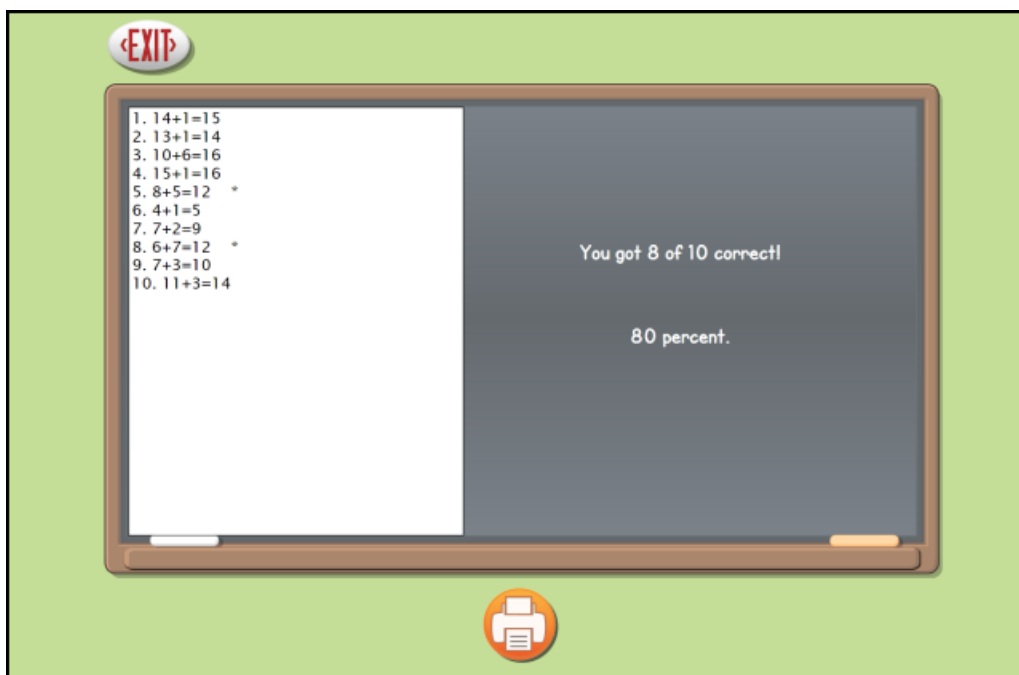 <EXIT>
1. 14+1=15
2. 13+1=14
3. 10+6=16
4. 15+1=16
5. 8+5=12 *
6. 4+1=5
7. 7+2=9
8. 6+7=12 *
9. 7+3=10
10. 11+3=14
You got 8 of 10 correct!
80 percent.